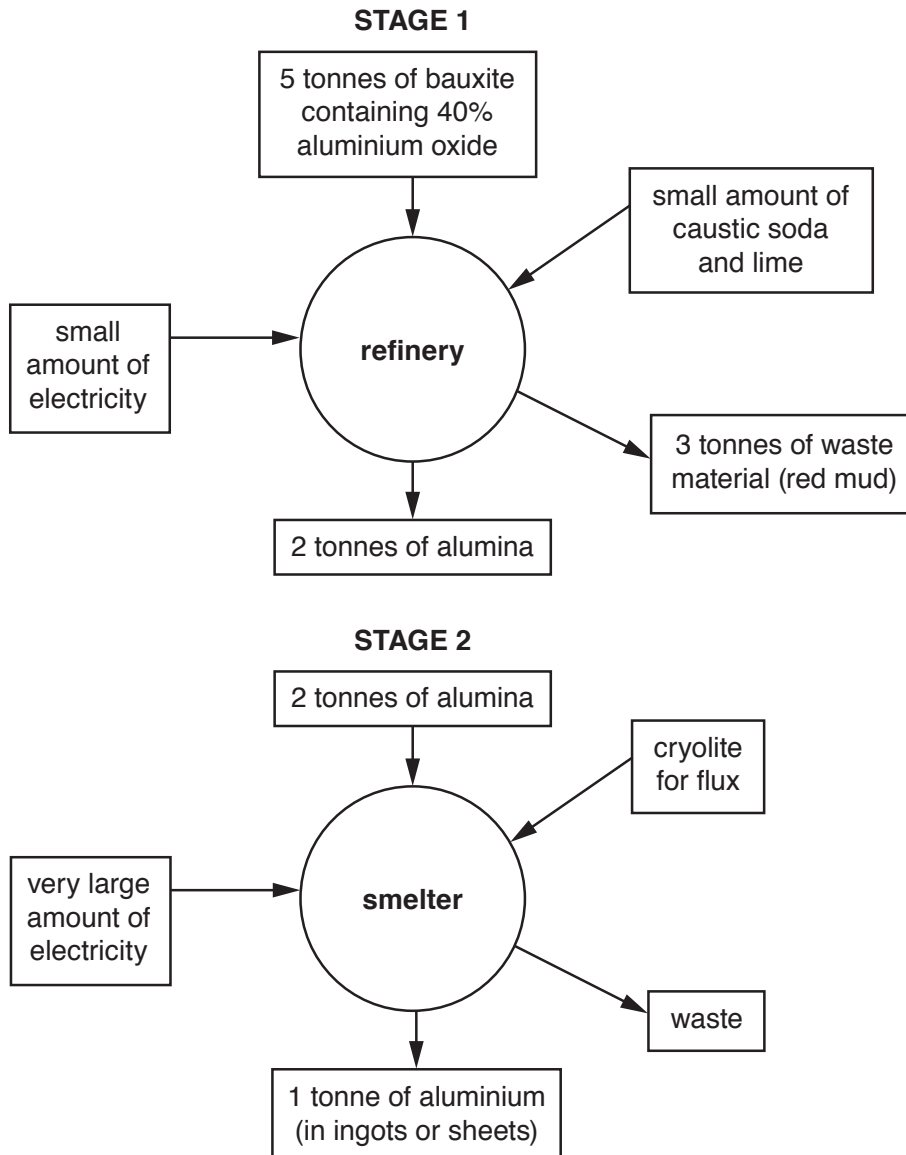 STAGE 1
5 tonnes of bauxite
containing 40%
aluminium oxide
small amount of
caustic soda
and lime
small
amount of
electricity
refinery
3 tonnes of waste
material (red mud)
2 tonnes of alumina
STAGE 2
2 tonnes of alumina
cryolite
for flux
very large
amount of
electricity
smelter
waste
1 tonne of aluminium
(in ingots or sheets)